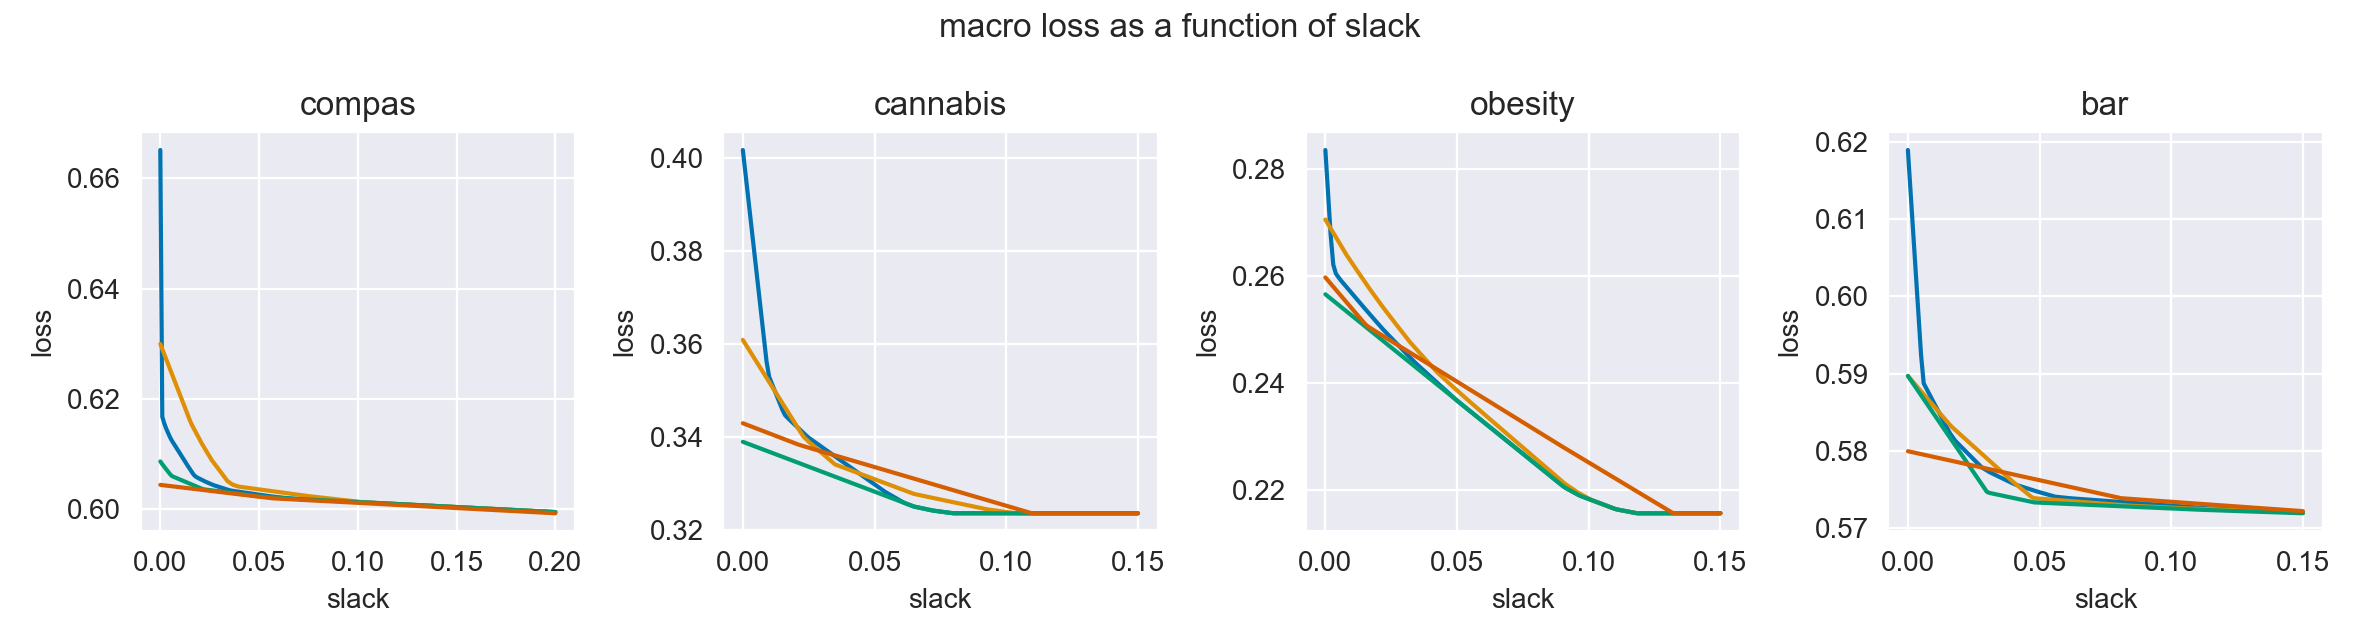 macro loss as a function of slack
compas
0.66
0.64
0.62
0.60
loss
0.00 0.05 0.10 0.15 0.20
slack
cannabis
0.40
0.38
0.36
0.34
0.32
loss
0.00 0.05 0.10 0.15
slack
obesity
0.28
0.26
0.24
0.22
loss
0.00 0.05 0.10 0.15
slack
bar
0.62
0.61
0.60
0.59
0.58
0.57
loss
0.00 0.05 0.10 0.15
slack